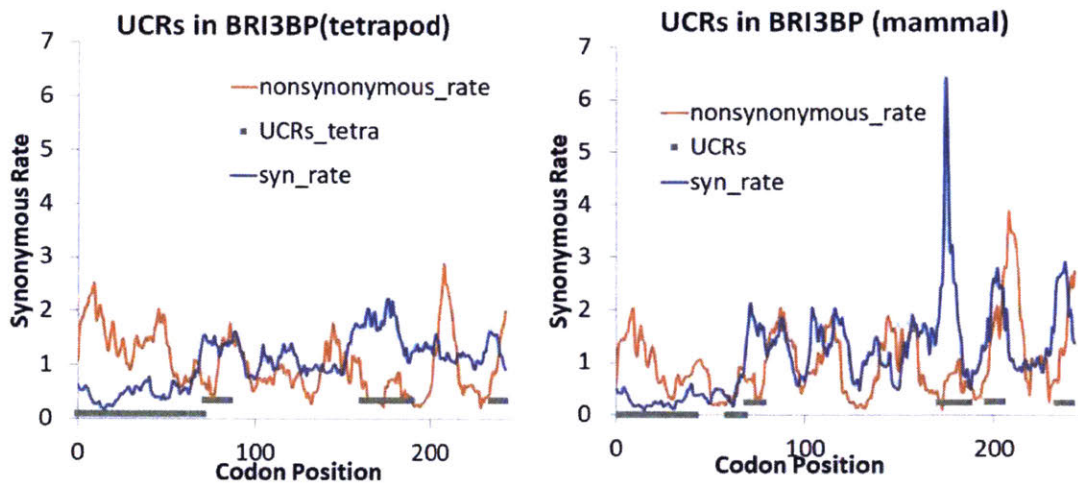 UCRs in BRI3BP(tetrapod)
7
6
5
4
3
2
1
0
Synonymous Rate
nonsynonymous_rate
UCRs_tetra
syn_rate
0
100
200
Codon Position
UCRs in BRI3BP (mammal)
7
6
5
4
3
2
1
0
Synonymous Rate
nonsynonymous_rate
UCRs
syn_rate
0
100
200
Codon Position